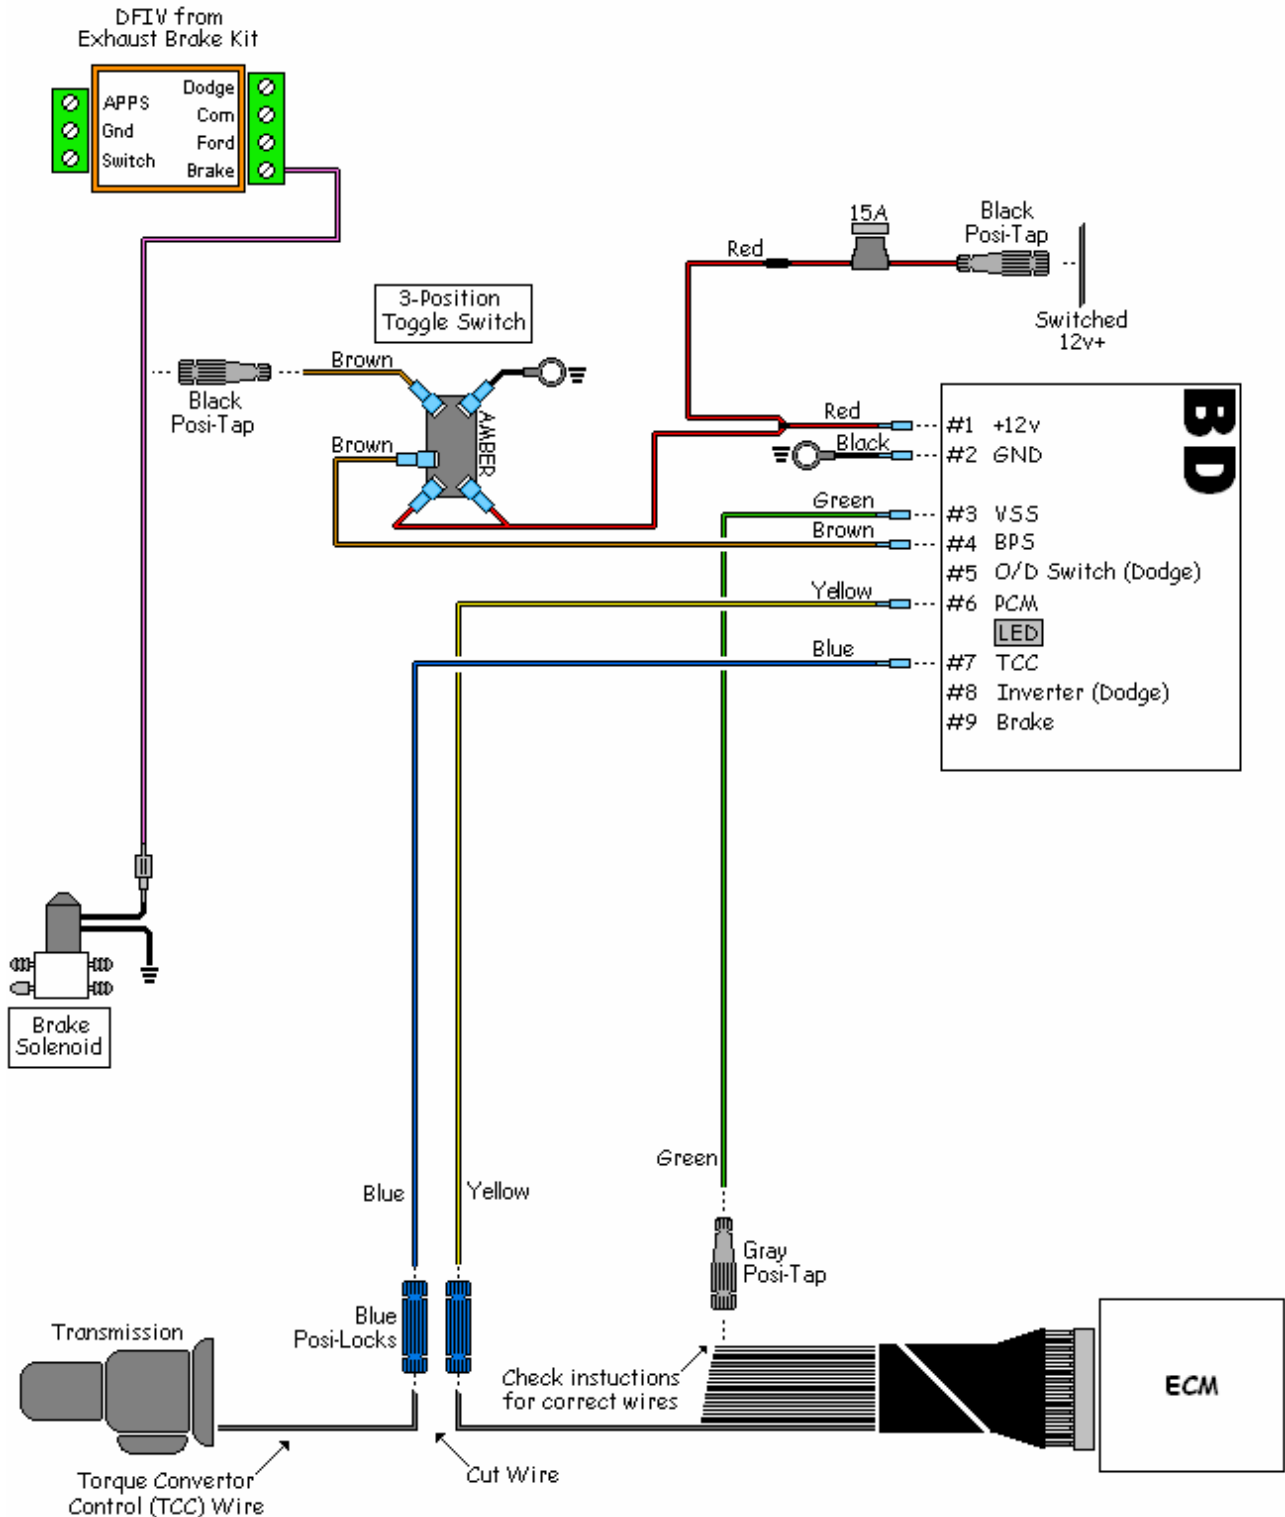 DFIV from
Exhaust Brake Kit
APPS
Gnd
Switch
Dodge
Com
Ford
Brake
15A
Black
Posi-Tap
Red
Switched
12v+
3-Position
Toggle Switch
Brown
Black
Posi-Tap
AMBER
Brown
Red
Black
Green
Brown
Yellow
Blue
BD
#1 +12v
#2 GND
#3 VSS
#4 BPS
#5 O/D Switch (Dodge)
#6 PCM
LED
#7 TCC
#8 Inverter (Dodge)
#9 Brake
Brake
Solenoid
Green
Blue
Yellow
Gray
Posi-Tap
Blue
Posi-Locks
Transmission
Check instuctions
for correct wires
ECM
Cut Wire
Torque Convertor
Control (TCC) Wire